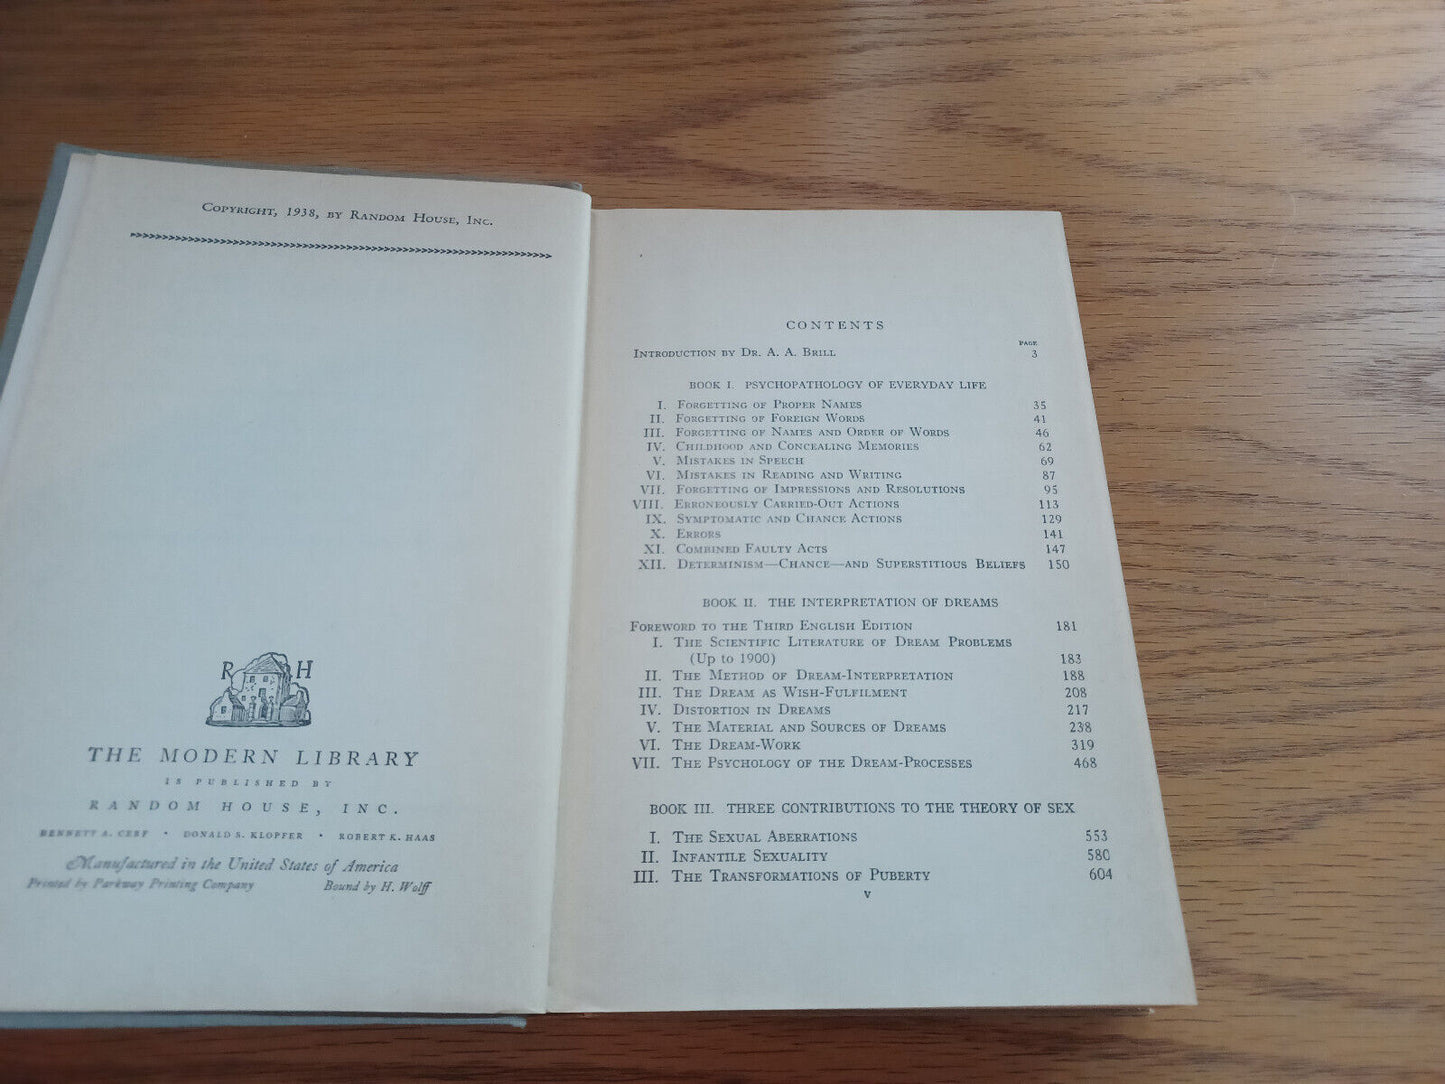 COPYRIGHT, 1938, BY RANDOM HOUSE, INC.
R H
THE MODERN LIBRARY
IS PUBLISHED BY
RANDOM HOUSE, INC.
BENNETT A. CERF • DONALD S. KLOPFER • ROBERT K. HAAS
Manufactured in the United States of America
Printed by Parkway Printing Company Bound by H. Wolff
CONTENTS
PAGE
INTRODUCTION BY DR. A. A. BRILL 3
BOOK I. PSYCHOPATHOLOGY OF EVERYDAY LIFE
I. FORGETTING OF PROPER NAMES 35
II. FORGETTING OF FOREIGN WORDS 41
III. FORGETTING OF NAMES AND ORDER OF WORDS 46
IV. CHILDHOOD AND CONCEALING MEMORIES 62
V. MISTAKES IN SPEECH 69
VI. MISTAKES IN READING AND WRITING 87
VII. FORGETTING OF IMPRESSIONS AND RESOLUTIONS 95
VIII. ERRONEOUSLY CARRIED-OUT ACTIONS 113
IX. SYMPTOMATIC AND CHANCE ACTIONS 129
X. ERRORS 141
XI. COMBINED FAULTY ACTS 147
XII. DETERMINISM—CHANCE—AND SUPERSTITIOUS BELIEFS 150
BOOK II. THE INTERPRETATION OF DREAMS
FOREWORD TO THE THIRD ENGLISH EDITION 181
I. THE SCIENTIFIC LITERATURE OF DREAM PROBLEMS
(Up to 1900) 183
II. THE METHOD OF DREAM-INTERPRETATION 188
III. THE DREAM AS WISH-FULFILMENT 208
IV. DISTORTION IN DREAMS 217
V. THE MATERIAL AND SOURCES OF DREAMS 238
VI. THE DREAM-WORK 319
VII. THE PSYCHOLOGY OF THE DREAM-PROCESSES 468
BOOK III. THREE CONTRIBUTIONS TO THE THEORY OF SEX
I. THE SEXUAL ABERRATIONS 553
II. INFANTILE SEXUALITY 580
III. THE TRANSFORMATIONS OF PUBERTY 604
v